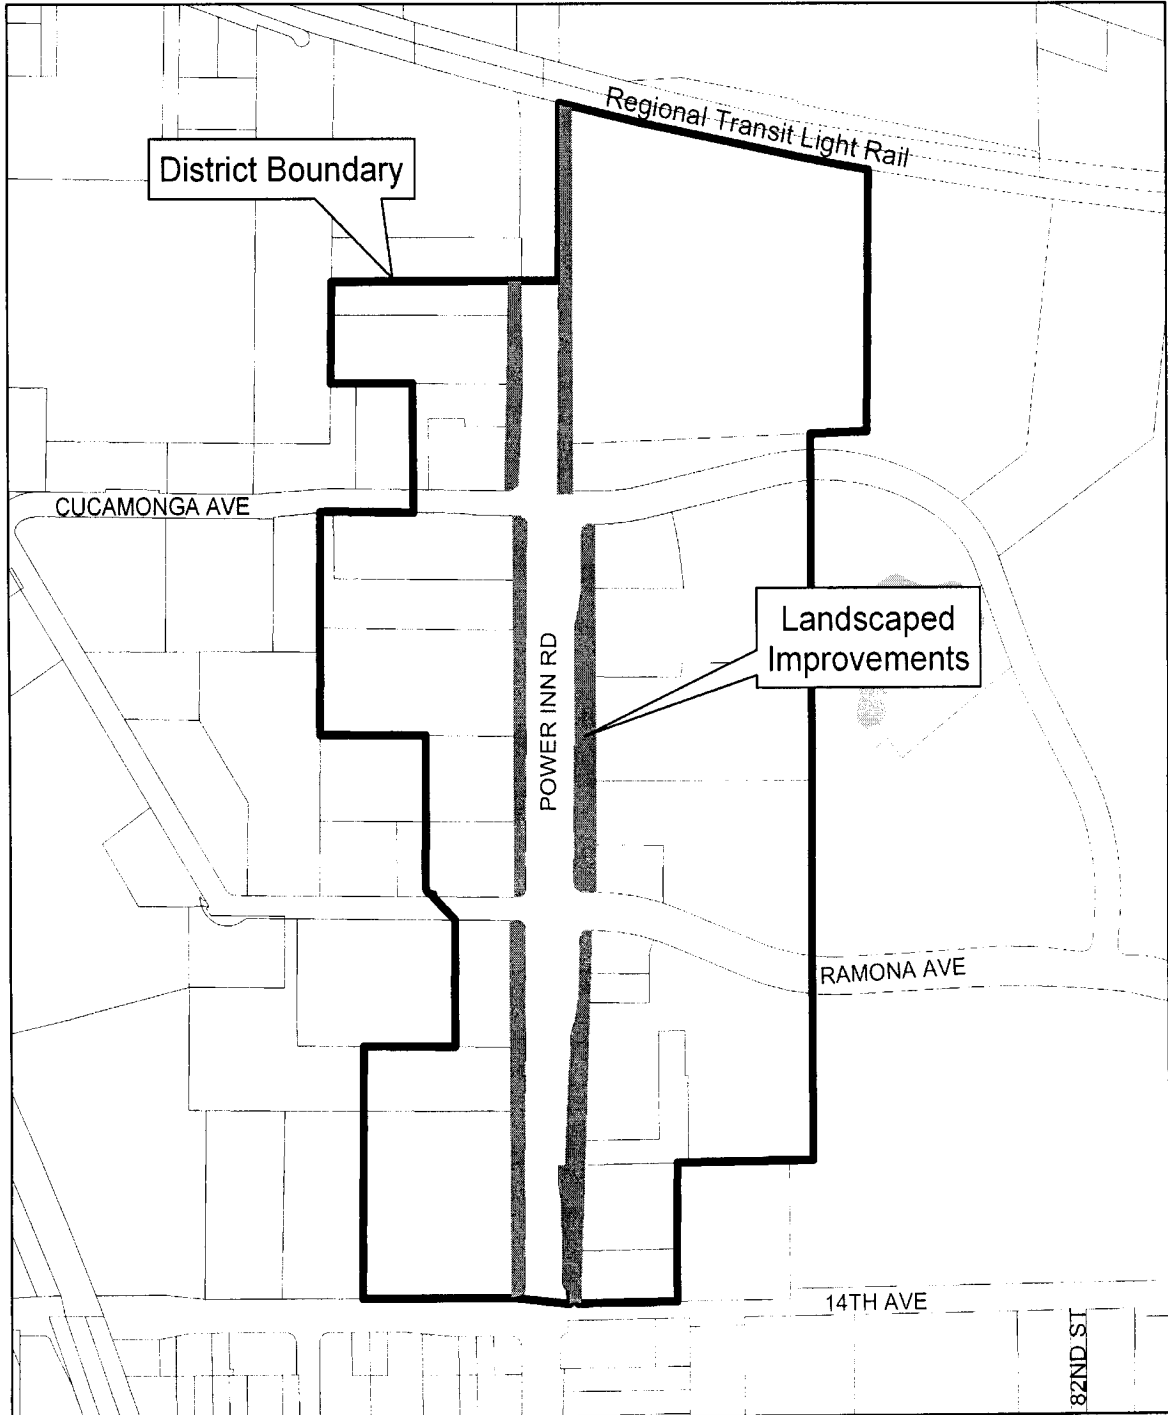 Regional Transit Light Rail
District Boundary
CUCAMONGA AVE
Landscaped
Improvements
POWER INN RD
RAMONA AVE
14TH AVE
82ND ST